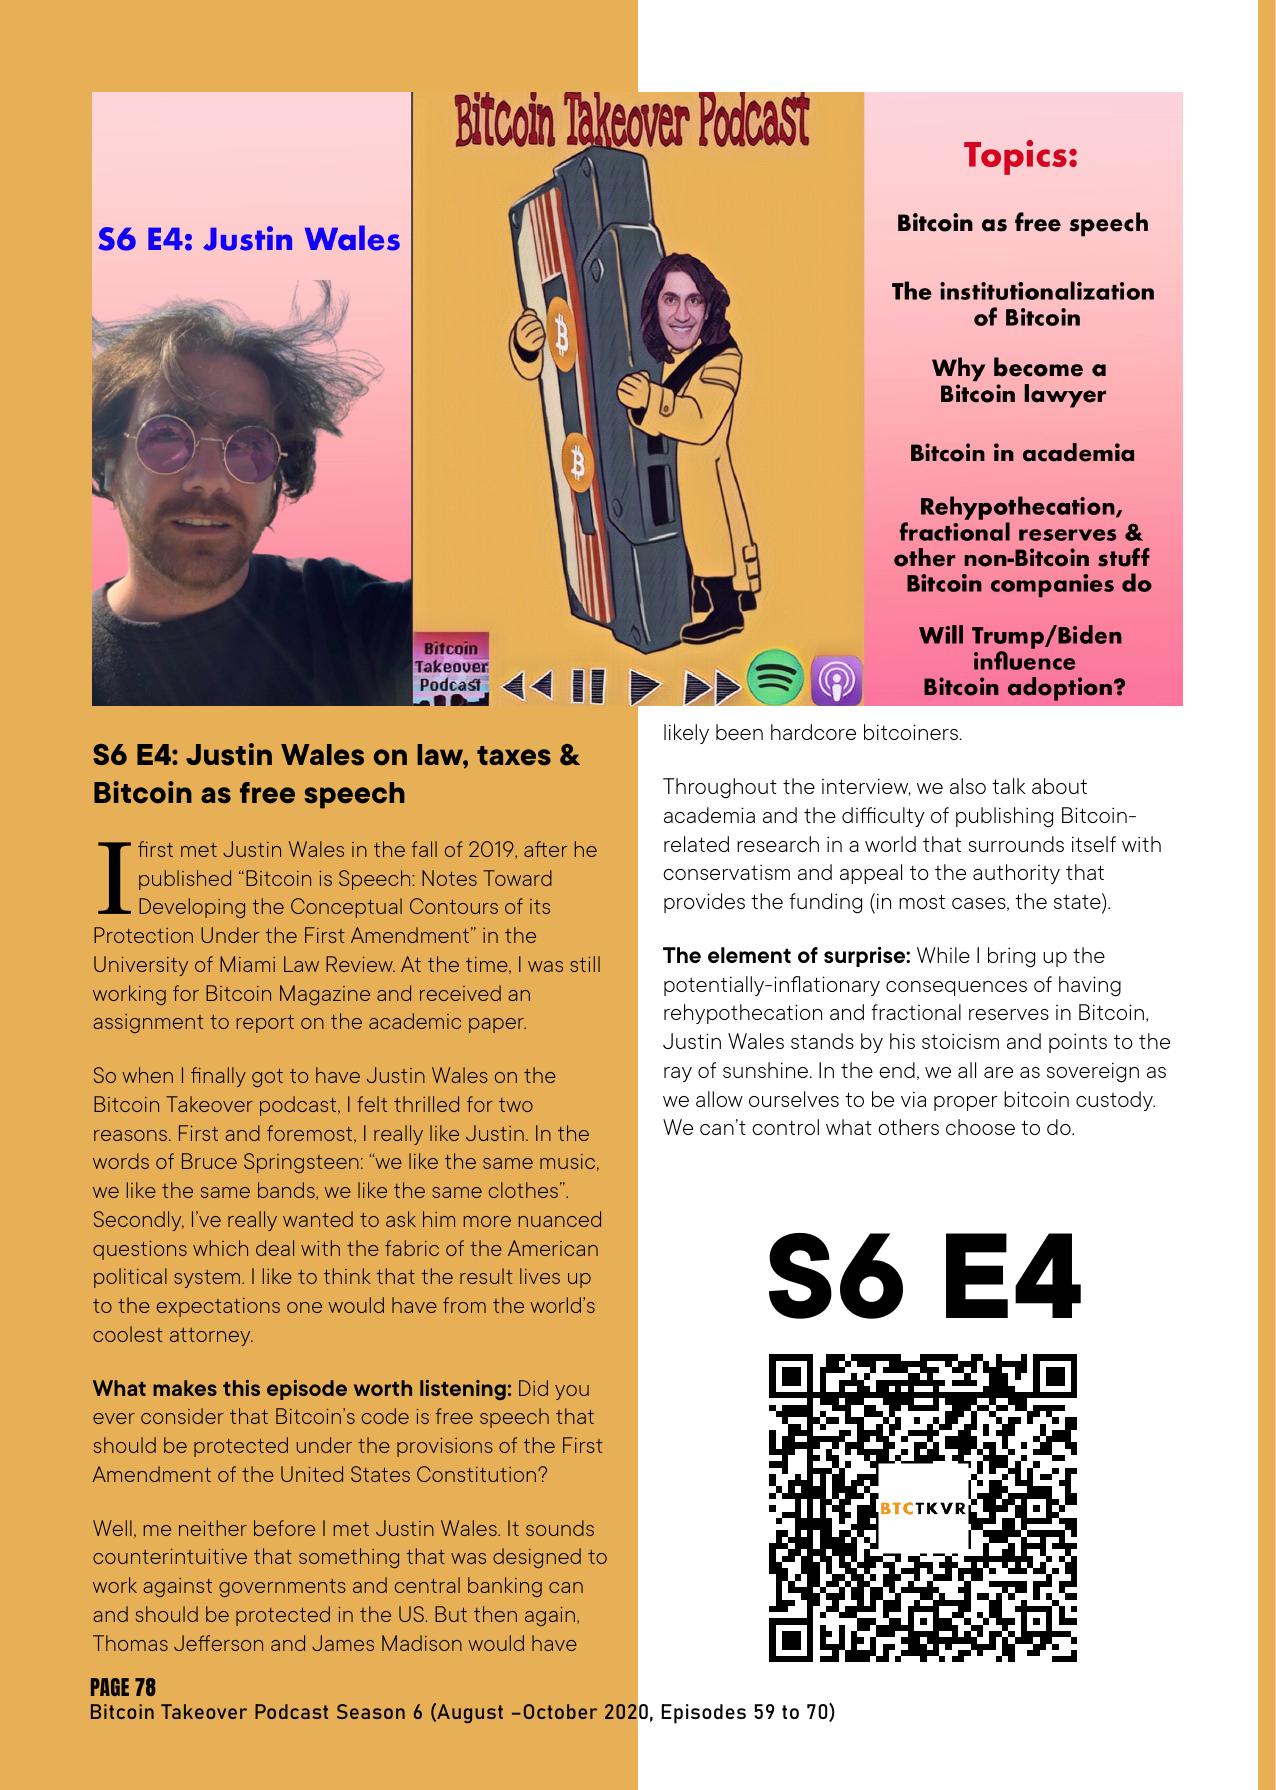 Bitcoin Takeover Podcast
S6 E4: Justin Wales
Bitcoin
Takeover
Podcast
Topics:
Bitcoin as free speech
The institutionalization
of Bitcoin
Why become a
Bitcoin lawyer
Bitcoin in academia
Rehypothecation,
fractional reserves &
other non-Bitcoin stuff
Bitcoin companies do
Will Trump/Biden
influence
Bitcoin adoption?
S6 E4: Justin Wales on law, taxes &
Bitcoin as free speech
I first met Justin Wales in the fall of 2019, after he
published “Bitcoin is Speech: Notes Toward
Developing the Conceptual Contours of its
Protection Under the First Amendment” in the
University of Miami Law Review. At the time, I was still
working for Bitcoin Magazine and received an
assignment to report on the academic paper.
So when I finally got to have Justin Wales on the
Bitcoin Takeover podcast, I felt thrilled for two
reasons. First and foremost, I really like Justin. In the
words of Bruce Springsteen: “we like the same music,
we like the same bands, we like the same clothes”.
Secondly, I’ve really wanted to ask him more nuanced
questions which deal with the fabric of the American
political system. I like to think that the result lives up
to the expectations one would have from the world’s
coolest attorney.
What makes this episode worth listening: Did you
ever consider that Bitcoin’s code is free speech that
should be protected under the provisions of the First
Amendment of the United States Constitution?
Well, me neither before I met Justin Wales. It sounds
counterintuitive that something that was designed to
work against governments and central banking can
and should be protected in the US. But then again,
Thomas Jefferson and James Madison would have
likely been hardcore bitcoiners.
Throughout the interview, we also talk about
academia and the difficulty of publishing Bitcoin-
related research in a world that surrounds itself with
conservatism and appeal to the authority that
provides the funding (in most cases, the state).
The element of surprise: While I bring up the
potentially-inflationary consequences of having
rehypothecation and fractional reserves in Bitcoin,
Justin Wales stands by his stoicism and points to the
ray of sunshine. In the end, we all are as sovereign as
we allow ourselves to be via proper bitcoin custody.
We can’t control what others choose to do.
S6 E4
BTCTKVR
PAGE 78
Bitcoin Takeover Podcast Season 6 (August –October 2020, Episodes 59 to 70)